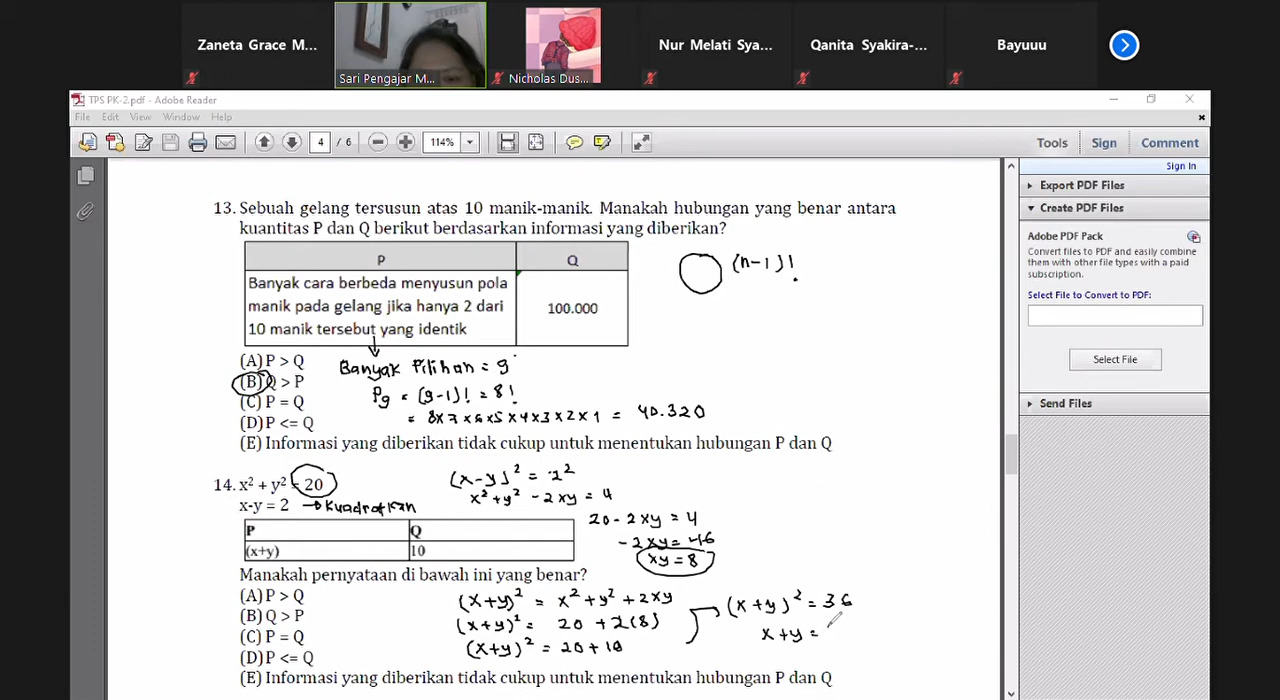 Zaneta Grace M... Nur Melati Sya... Qanita Syakira-... Bayuuu
Sari Pengajar M... Nicholas Dus...
TPS PK-2.pdf - Adobe Reader
File Edit View Window Help
4 / 6 114% Tools Sign Comment
Sign In
Export PDF Files
Create PDF Files
Adobe PDF Pack
Convert files to PDF and easily combine
them with other file types with a paid
subscription.
Select File to Convert to PDF:
Select File
Send Files
13. Sebuah gelang tersusun atas 10 manik-manik. Manakah hubungan yang benar antara
kuantitas P dan Q berikut berdasarkan informasi yang diberikan?
P Q
Banyak cara berbeda menyusun pola
manik pada gelang jika hanya 2 dari
10 manik tersebut yang identik
100.000
(n-1)!
(A) P > Q
(B) Q > P
(C) P = Q
(D) P <= Q
(E) Informasi yang diberikan tidak cukup untuk menentukan hubungan P dan Q
Banyak Pilihan = 9
P9 = (9-1)! = 8!
= 8x7x6x5x4x3x2x1 = 40.320
14. x² + y² = 20
x-y = 2 → Kuadratkan
P Q
(x+y) 10
(x-y)² = 2²
x² + y² - 2xy = 4
20 - 2xy = 4
- 2xy = -16
xy = 8
Manakah pernyataan di bawah ini yang benar?
(A) P > Q
(B) Q > P
(C) P = Q
(D) P <= Q
(E) Informasi yang diberikan tidak cukup untuk menentukan hubungan P dan Q
(x+y)² = x² + y² + 2xy
(x+y)² = 20 + 2(8)
(x+y)² = 20 + 16
(x+y)² = 36
x+y =